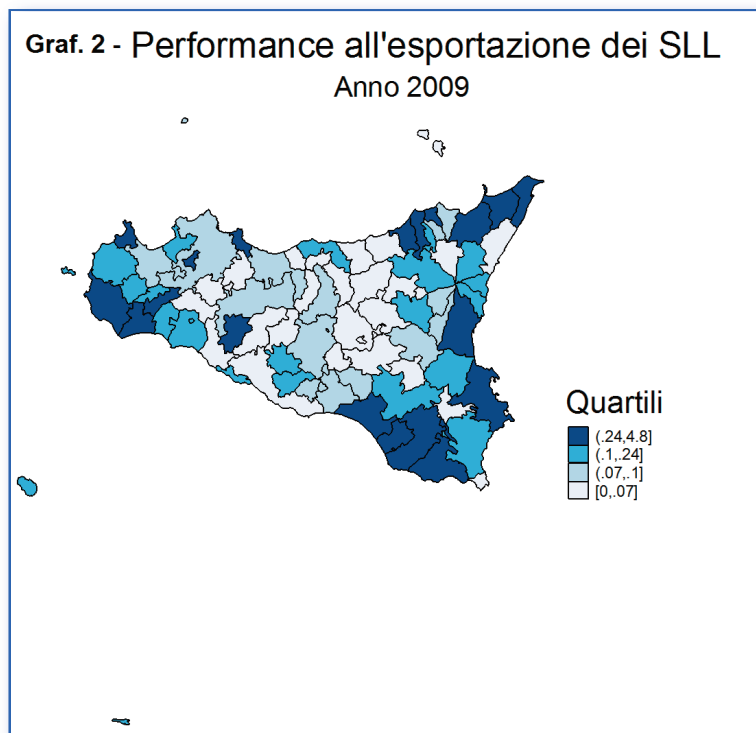 Graf. 2 - Performance all'esportazione dei SLL
Anno 2009
Quartili
(.24,4.8]
(.1,.24]
(.07,.1]
[0,.07]